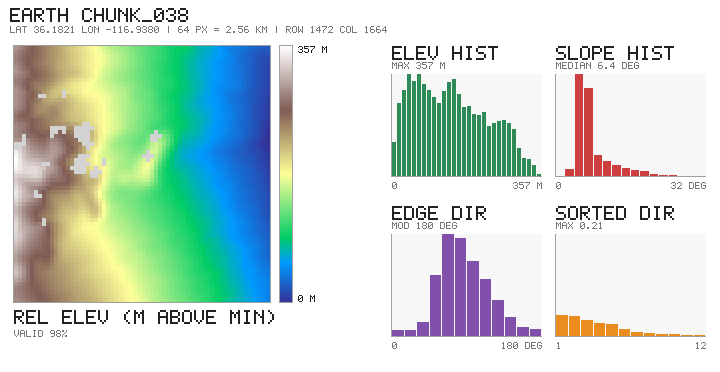 EARTH CHUNK_038
LAT 36.1821 LON -116.9380 | 64 PX = 2.56 KM | ROW 1472 COL 1664
357 M
0 M
REL ELEV (M ABOVE MIN)
VALID 98%
ELEV HIST
MAX 357 M
0 357 M
SLOPE HIST
MEDIAN 6.4 DEG
0 32 DEG
EDGE DIR
MOD 180 DEG
0 180 DEG
SORTED DIR
MAX 0.21
1 12